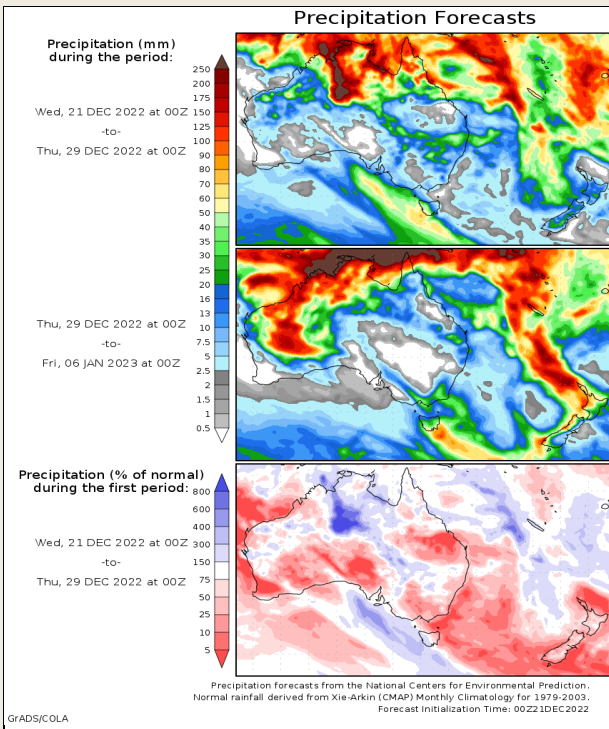 Precipitation Forecasts
Precipitation (mm)
during the period:
Wed, 21 DEC 2022 at 00Z
-to-
Thu, 29 DEC 2022 at 00Z
250
200
175
150
125
100
90
80
70
60
50
40
35
30
25
20
16
13
10
7.5
5
2.5
2
1.5
1
0.5
Thu, 29 DEC 2022 at 00Z
-to-
Fri, 06 JAN 2023 at 00Z
Precipitation (% of normal)
during the first period:
Wed, 21 DEC 2022 at 00Z
-to-
Thu, 29 DEC 2022 at 00Z
800
600
400
300
150
75
50
25
10
5
Precipitation forecasts from the National Centers for Environmental Prediction.
Normal rainfall derived from Xie-Arkin (CMAP) Monthly Climatology for 1979-2003.
Forecast Initialization Time: 00Z21DEC2022
GrADS/COLA